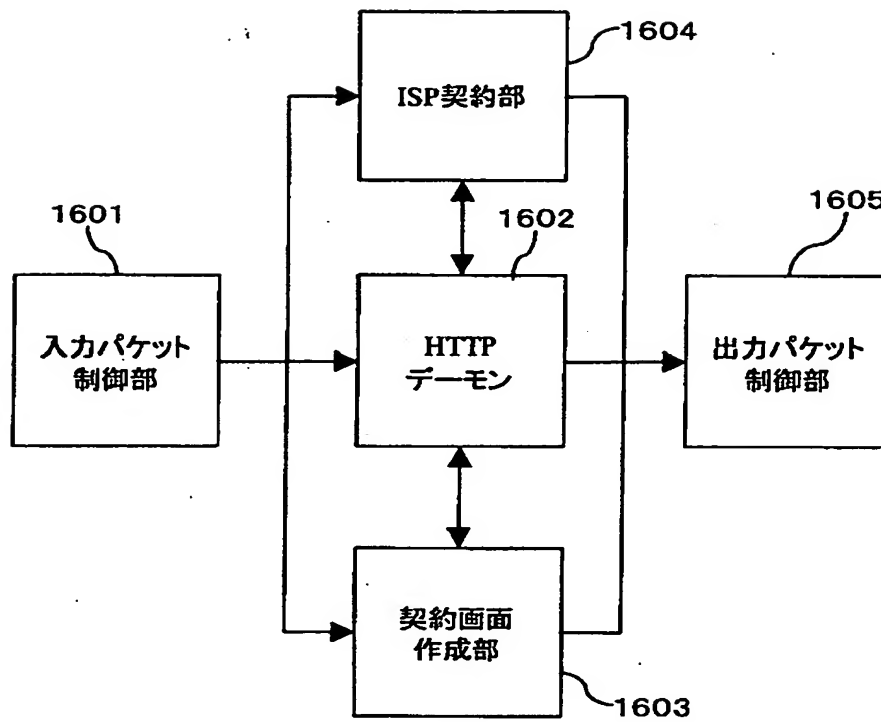 1604
ISP契約部
1601
1602
1605
入力パケット
制御部
HTTP
デーモン
出力パケット
制御部
契約画面
作成部
1603